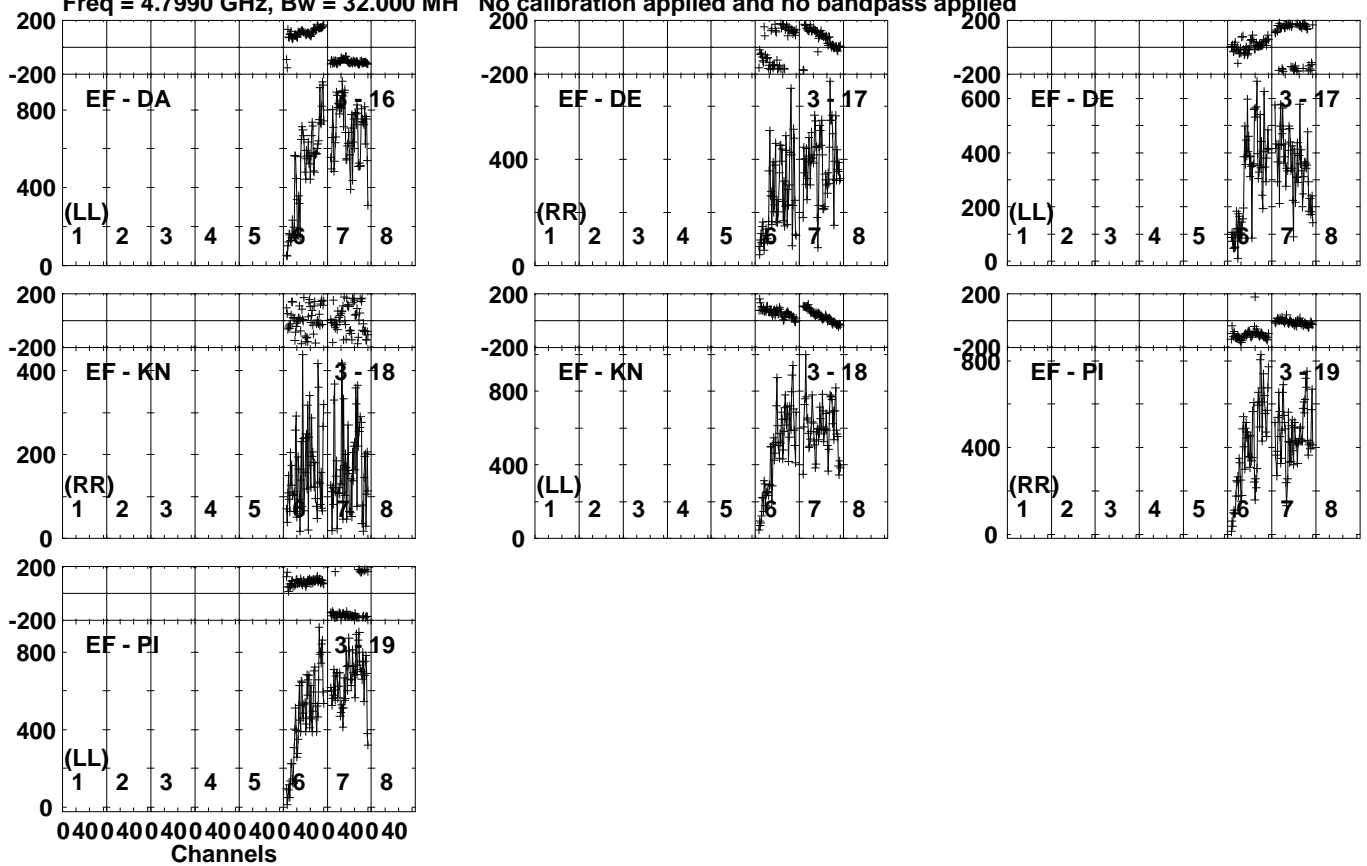 Freq = 4.7990 GHz, Bw = 32.000 MH No calibration applied and no bandpass applied
200
-200
EF - DA 3 - 16
800
400
(LL)
1 2 3 4 5 6 7 8
0
200
-200
EF - DE 3 - 17
400
(RR)
1 2 3 4 5 6 7 8
0
200
-200
EF - DE 3 - 17
600
400
200
(LL)
1 2 3 4 5 6 7 8
0
200
-200
EF - KN 3 - 18
400
200
(RR)
1 2 3 4 5 6 7 8
0
200
-200
EF - KN 3 - 18
800
400
(LL)
1 2 3 4 5 6 7 8
0
200
-200
800
EF - PI 3 - 19
400
(RR)
1 2 3 4 5 6 7 8
0
200
-200
EF - PI 3 - 19
800
400
(LL)
1 2 3 4 5 6 7 8
0
0 40 0 40 0 40 0 40 0 40 0 40 0 40 0 40
Channels